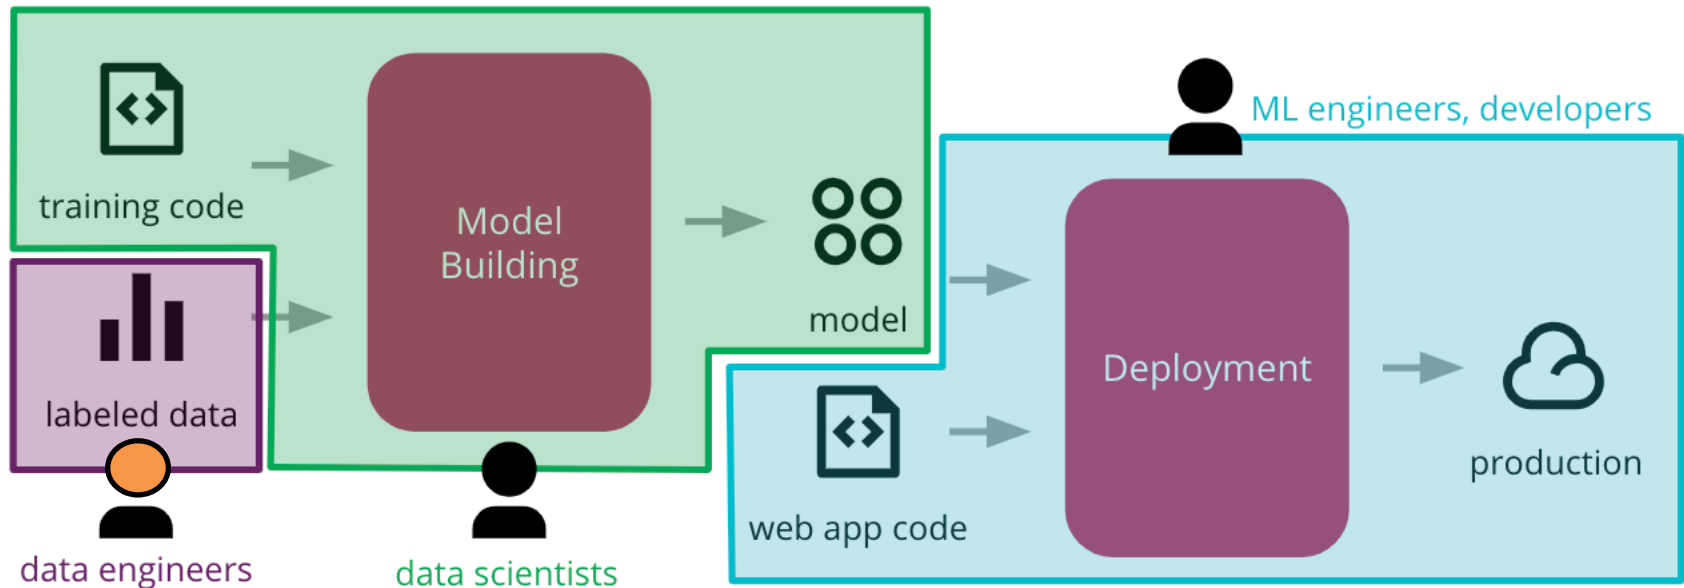 training code
Model
Building
model
labeled data
data engineers
data scientists
ML engineers, developers
Deployment
web app code
production